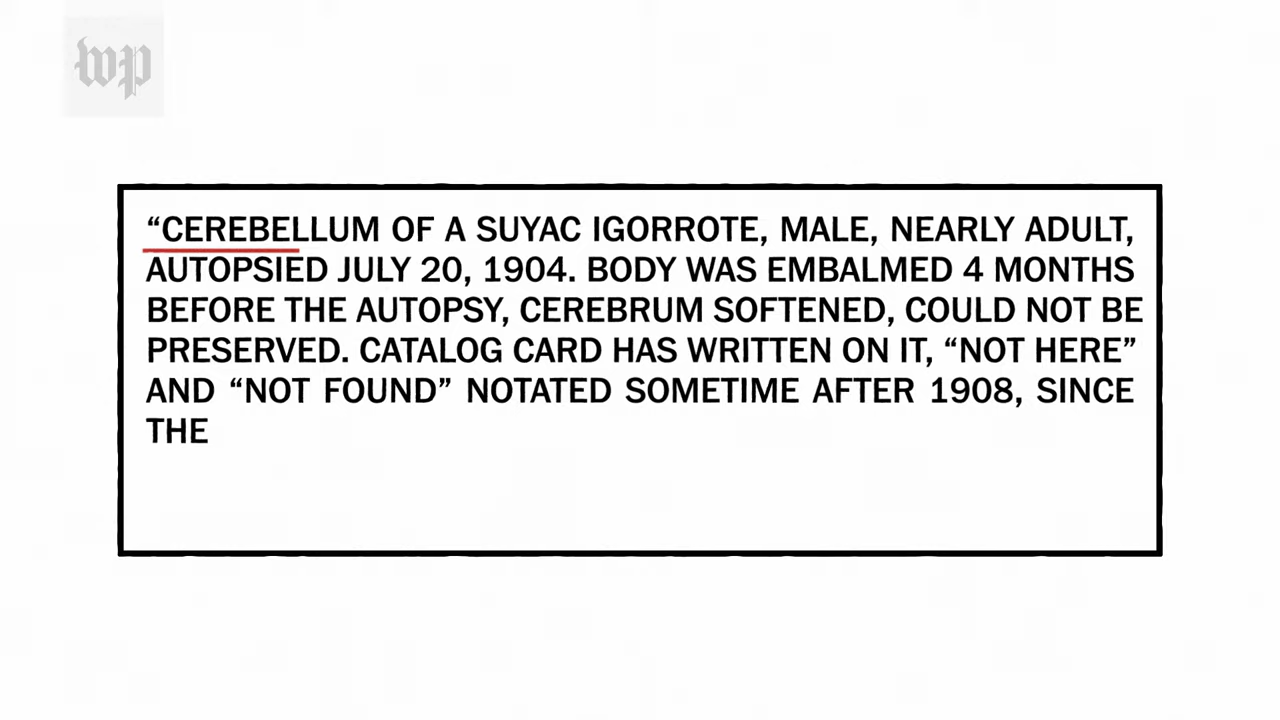 wp
“CEREBELLUM OF A SUYAC IGORROTE, MALE, NEARLY ADULT,
AUTOPSIED JULY 20, 1904. BODY WAS EMBALMED 4 MONTHS
BEFORE THE AUTOPSY, CEREBRUM SOFTENED, COULD NOT BE
PRESERVED. CATALOG CARD HAS WRITTEN ON IT, “NOT HERE”
AND “NOT FOUND” NOTATED SOMETIME AFTER 1908, SINCE
THE